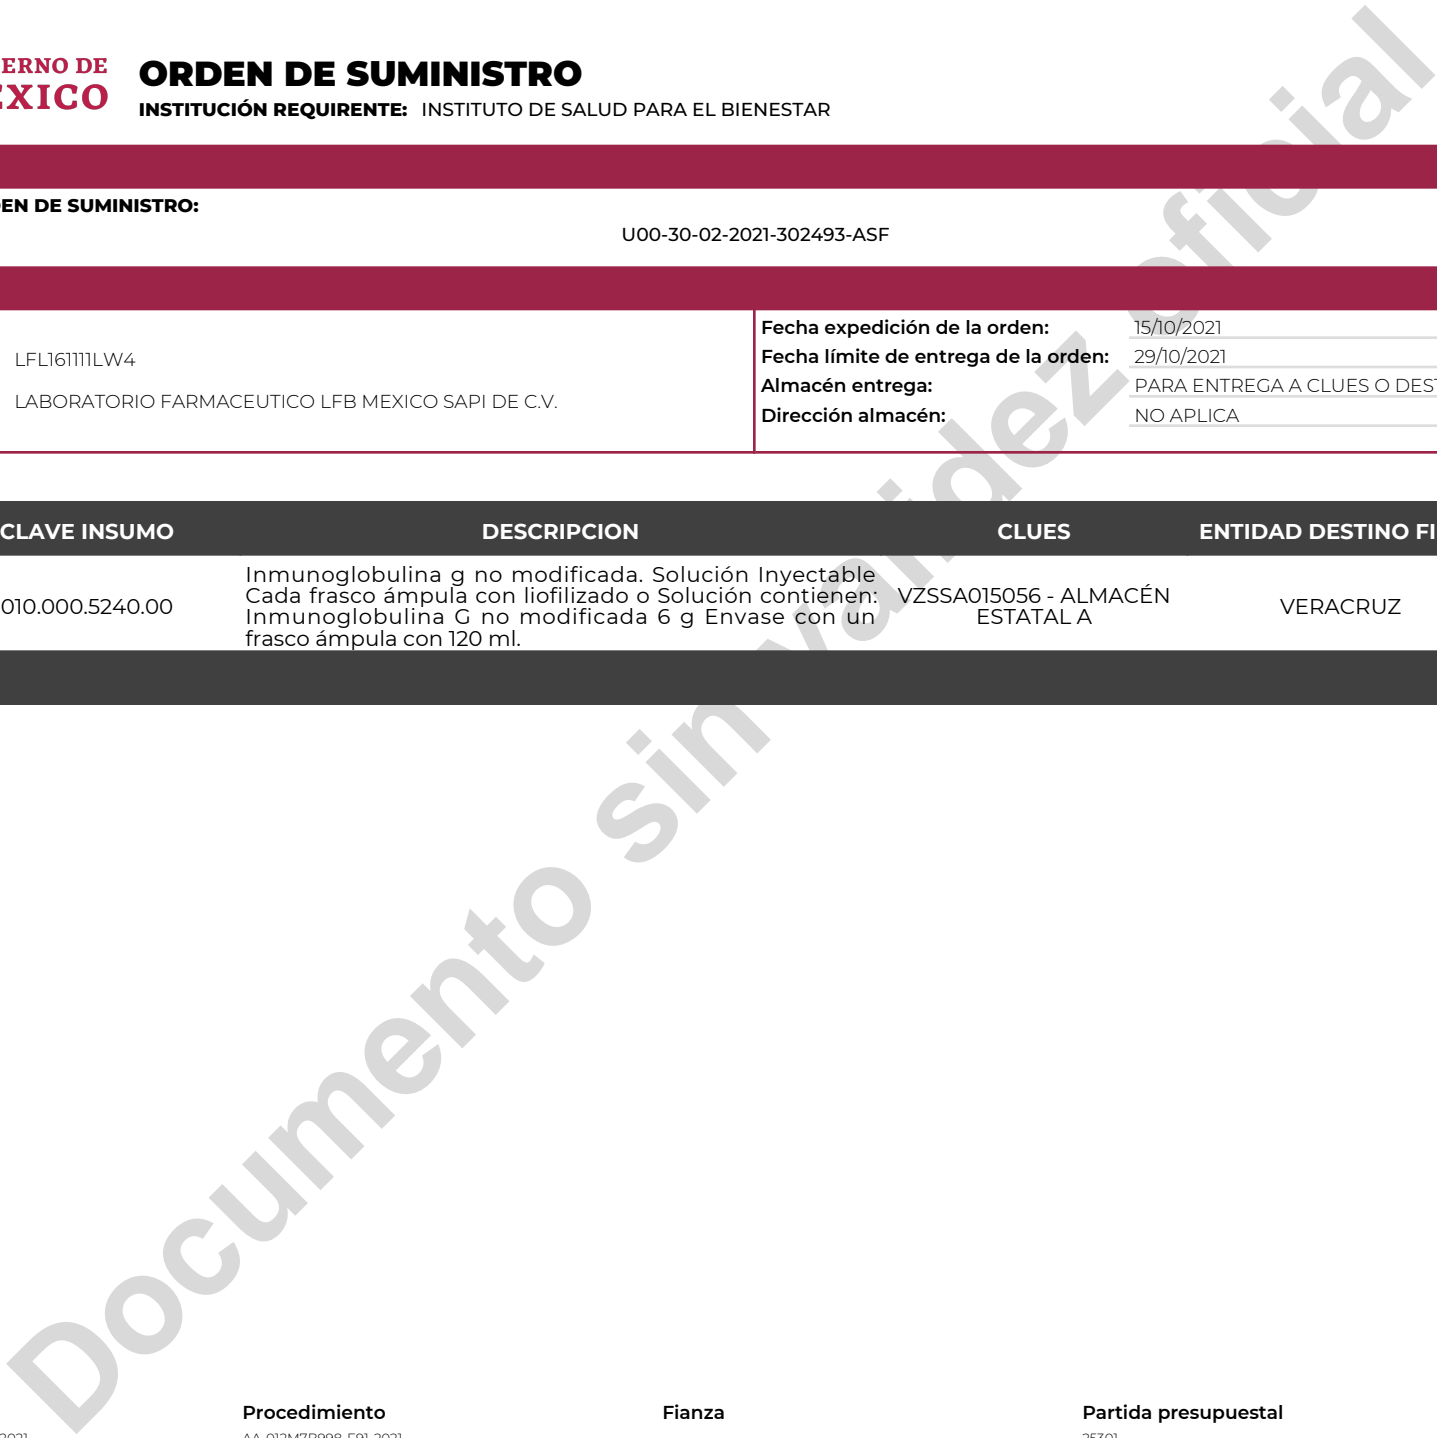 ERNO DE
EXICO
ORDEN DE SUMINISTRO
INSTITUCIÓN REQUIRENTE: INSTITUTO DE SALUD PARA EL BIENESTAR
EN DE SUMINISTRO:
U00-30-02-2021-302493-ASF
LFL161111LW4
LABORATORIO FARMACEUTICO LFB MEXICO SAPI DE C.V.
Fecha expedición de la orden: 15/10/2021
Fecha límite de entrega de la orden: 29/10/2021
Almacén entrega: PARA ENTREGA A CLUES O DEST
Dirección almacén: NO APLICA
CLAVE INSUMO DESCRIPCION CLUES ENTIDAD DESTINO FI
010.000.5240.00
Inmunoglobulina g no modificada. Solución Inyectable
Cada frasco ámpula con liofilizado o Solución contienen:
Inmunoglobulina G no modificada 6 g Envase con un
frasco ámpula con 120 ml.
VZSSA015056 - ALMACÉN
ESTATAL A
VERACRUZ
Documento sin validez oficial
Procedimiento Fianza Partida presupuestal